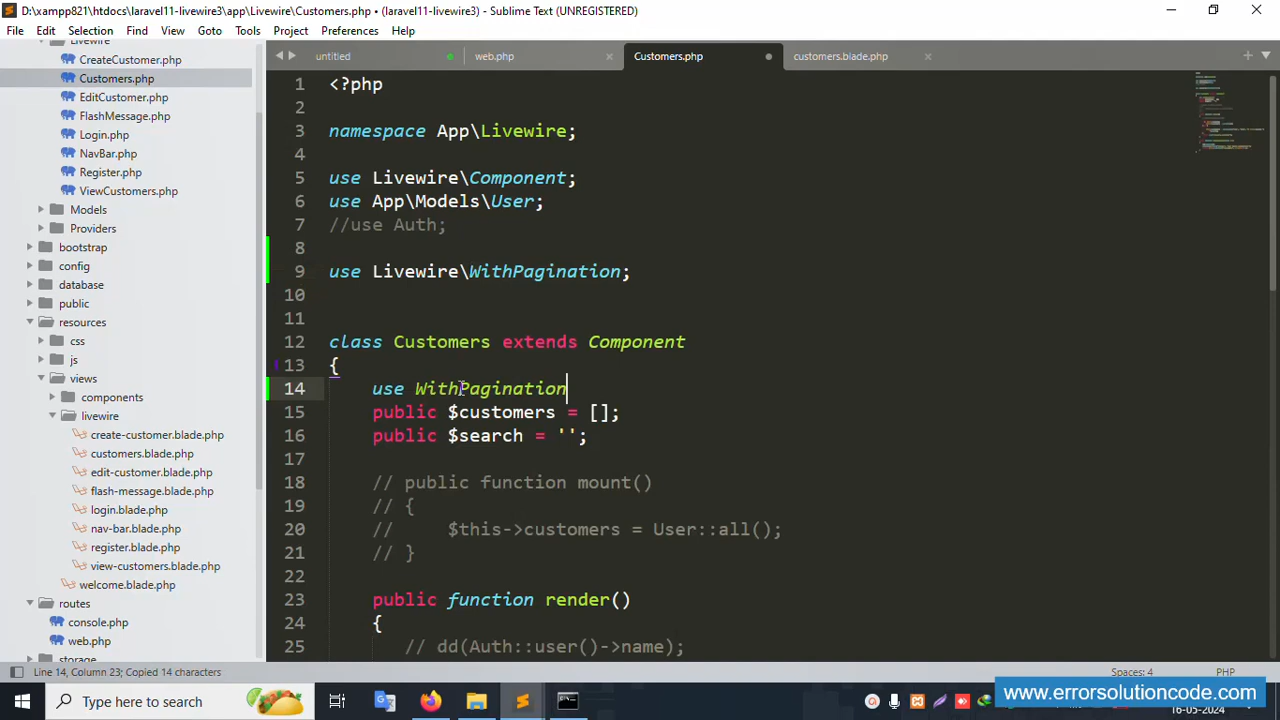 D:\xampp821\htdocs\laravel11-livewire3\app\Livewire\Customers.php • (laravel11-livewire3) - Sublime Text (UNREGISTERED)
File Edit Selection Find View Goto Tools Project Preferences Help
Livewire
CreateCustomer.php
Customers.php
EditCustomer.php
FlashMessage.php
Login.php
NavBar.php
Register.php
ViewCustomers.php
Models
Providers
bootstrap
config
database
public
resources
css
js
views
components
livewire
create-customer.blade.php
customers.blade.php
edit-customer.blade.php
flash-message.blade.php
login.blade.php
nav-bar.blade.php
register.blade.php
view-customers.blade.php
welcome.blade.php
routes
console.php
web.php
storage
untitled web.php Customers.php customers.blade.php
1 <?php
2
3 namespace App\Livewire;
4
5 use Livewire\Component;
6 use App\Models\User;
7 //use Auth;
8
9 use Livewire\WithPagination;
10
11
12 class Customers extends Component
13 {
14 use WithPagination
15 public $customers = [];
16 public $search = '';
17
18 // public function mount()
19 // {
20 // $this->customers = User::all();
21 // }
22
23 public function render()
24 {
25 // dd(Auth::user()->name);
Line 14, Column 23; Copied 14 characters
Spaces: 4 PHP
Type here to search
www.errorsolutioncode.com
16-05-2024